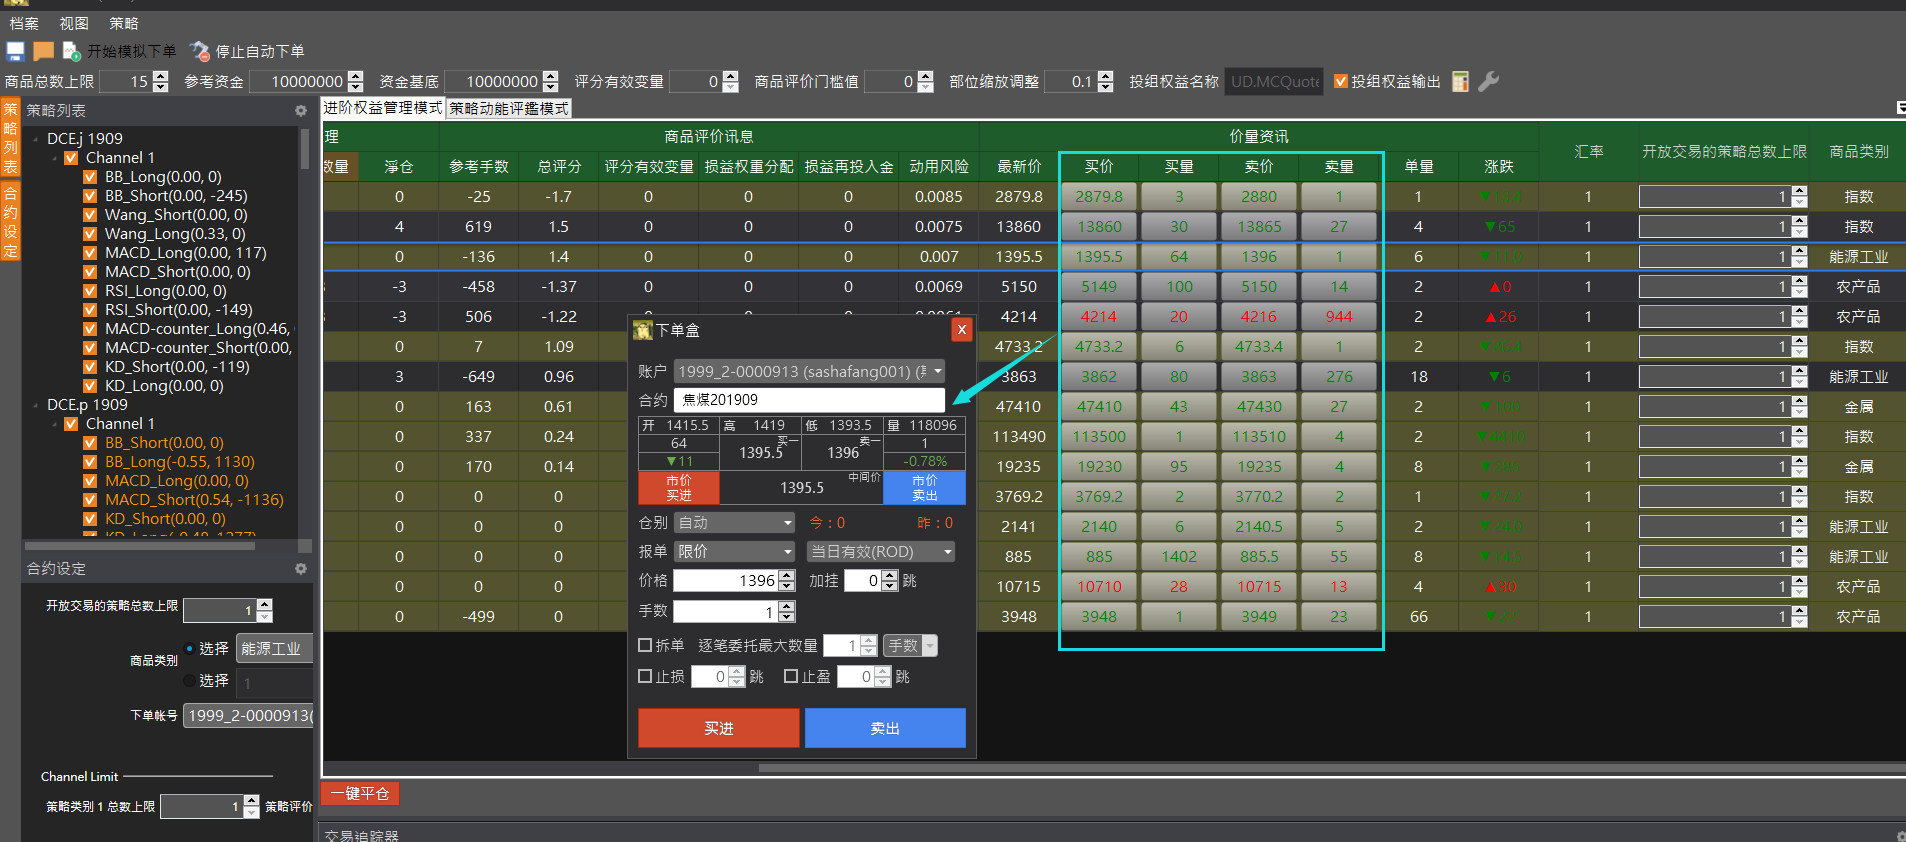 档案 视图 策略
开始模拟下单 停止自动下单
商品总数上限 15 参考资金 10000000 资金基底 10000000 评分有效变量 0 商品评价门槛值 0 部位缩放调整 0.1 投组权益名称 UD.MCQuote 投组权益输出
策略列表
合约设定
策略列表
DCE.j 1909
Channel 1
BB_Long(0.00, 0)
BB_Short(0.00, -245)
Wang_Short(0.00, 0)
Wang_Long(0.33, 0)
MACD_Long(0.00, 117)
MACD_Short(0.00, 0)
RSI_Long(0.00, 0)
RSI_Short(0.00, -149)
MACD-counter_Long(0.46,
MACD-counter_Short(0.00,
KD_Short(0.00, -119)
KD_Long(0.00, 0)
DCE.p 1909
Channel 1
BB_Short(0.00, 0)
BB_Long(-0.55, 1130)
MACD_Long(0.00, 0)
MACD_Short(0.54, -1136)
KD_Short(0.00, 0)
合约设定
开放交易的策略总数上限 1
商品类别
选择 能源工业
选择 1
下单帐号 1999_2-0000913(
Channel Limit
策略类别 1 总数上限 1 策略评价
进阶权益管理模式 策略动能评鑑模式
理 商品评价讯息 价量资讯 汇率 开放交易的策略总数上限 商品类别
数量 淨仓 参考手数 总评分 评分有效变量 损益权重分配 损益再投入金 动用风险 最新价 买价 买量 卖价 卖量 单量 涨跌
0 -25 -1.7 0 0 0 0.0085 2879.8 2879.8 3 2880 1 1 1 1 指数
4 619 1.5 0 0 0 0.0075 13860 13860 30 13865 27 4 ▼65 1 1 指数
0 -136 1.4 0 0 0 0.007 1395.5 1395.5 64 1396 1 6 1 1 能源工业
-3 -458 -1.37 0 0 0 0.0069 5150 5149 100 5150 14 2 ▲0 1 1 农产品
-3 506 -1.22 4214 4214 20 4216 944 2 ▲26 1 1 农产品
0 7 1.09 4733.2 4733.2 6 4733.4 1 2 1 1 指数
3 -649 0.96 3863 3862 80 3863 276 18 ▼6 1 1 能源工业
0 163 0.61 47410 47410 43 47430 27 2 1 1 金属
0 337 0.24 113490 113500 1 113510 4 2 1 1 指数
0 170 0.14 19235 19230 95 19235 4 8 1 1 金属
0 0 0 3769.2 3769.2 2 3770.2 2 1 1 1 指数
0 0 0 2141 2140 6 2140.5 5 2 1 1 能源工业
0 0 0 885 885 1402 885.5 55 8 1 1 能源工业
0 0 0 10715 10710 28 10715 13 4 1 1 农产品
0 -499 0 3948 3948 1 3949 23 66 1 1 农产品
下单盒 X
账户 1999_2-0000913 (sashafang001) (
合约 焦煤201909
开 1415.5 高 1419 低 1393.5 量 118096
64 1395.5 买一 1396 卖一 1
▼11 -0.78%
市价买进 1395.5 中间价 市价卖出
仓别 自动 今：0 昨：0
报单 限价 当日有效(ROD)
价格 1396 加挂 0 跳
手数 1
拆单 逐笔委托最大数量 1 手数
止损 0 跳 止盈 0 跳
买进 卖出
一键平仓
交易追踪器